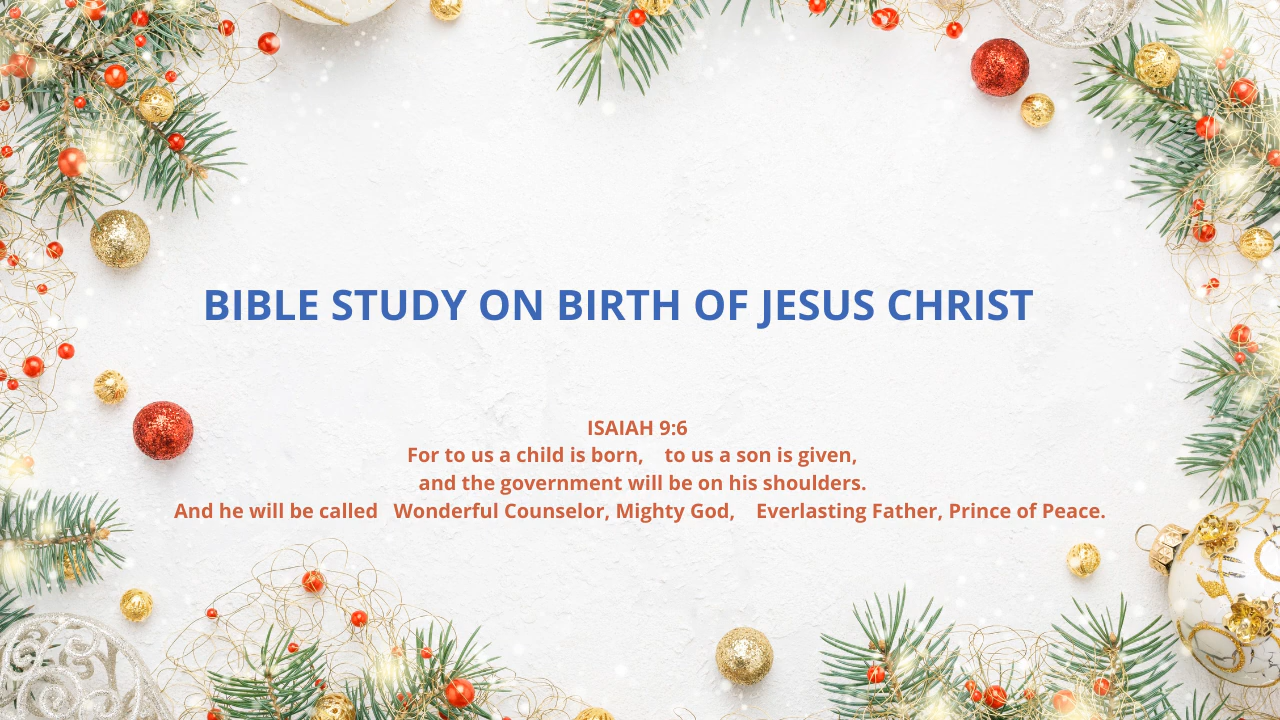 BIBLE STUDY ON BIRTH OF JESUS CHRIST
ISAIAH 9:6
For to us a child is born, to us a son is given,
and the government will be on his shoulders.
And he will be called Wonderful Counselor, Mighty God, Everlasting Father, Prince of Peace.